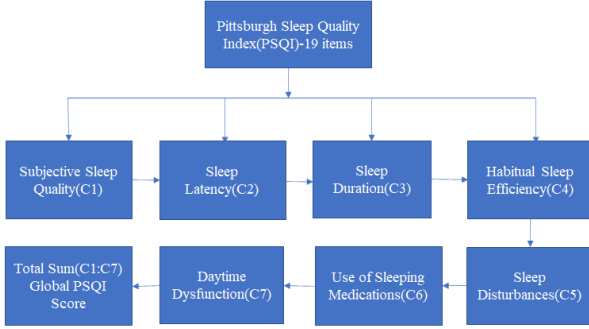 Pittsburgh Sleep Quality
Index(PSQI)-19 items
Subjective Sleep
Quality(C1)
Sleep
Latency(C2)
Sleep
Duration(C3)
Habitual Sleep
Efficiency(C4)
Sleep
Disturbances(C5)
Use of Sleeping
Medications(C6)
Daytime
Dysfunction(C7)
Total Sum(C1:C7)
Global PSQI
Score